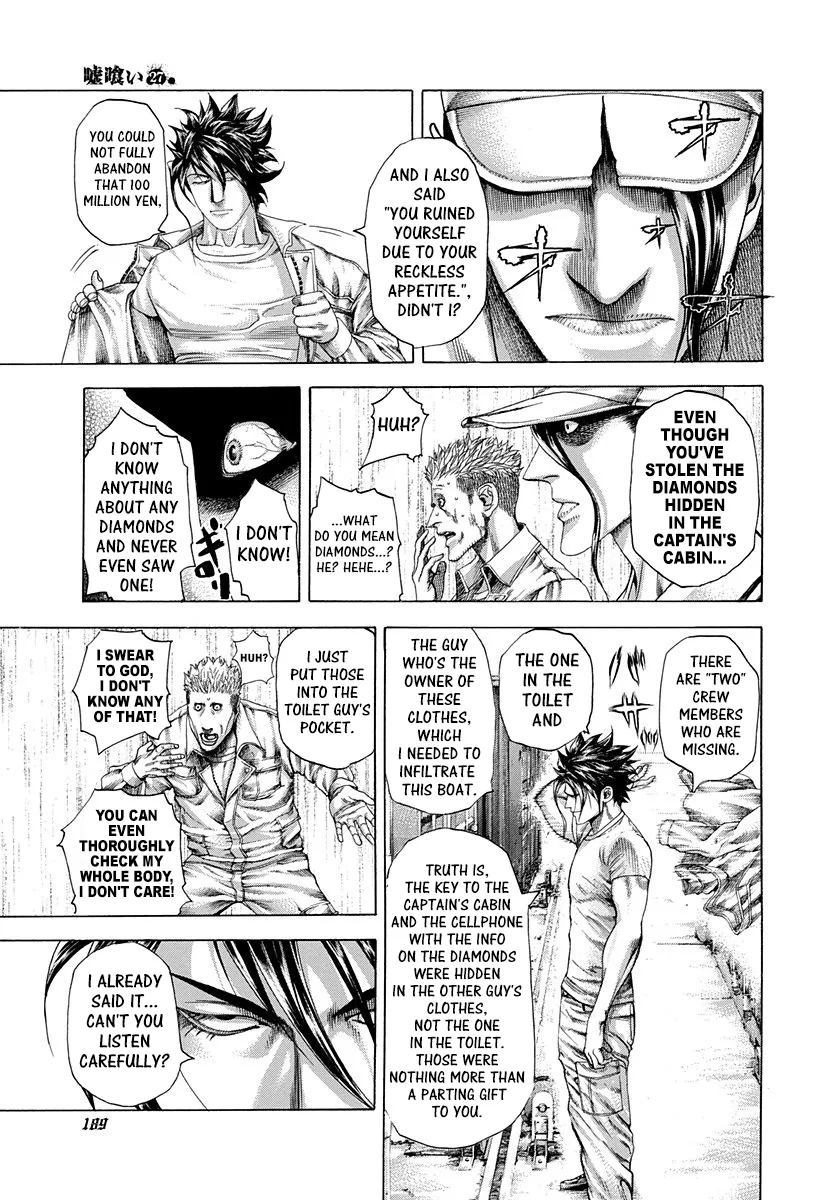 嘘喰い
AND I ALSO
SAID
"YOU RUINED
YOURSELF
DUE TO YOUR
RECKLESS
APPETITE.",
DIDN'T I?
YOU COULD
NOT FULLY
ABANDON
THAT 100
MILLION YEN,
EVEN
THOUGH
YOU'VE
STOLEN THE
DIAMONDS
HIDDEN
IN THE
CAPTAIN'S
CABIN...
HUH?
...WHAT
DO YOU MEAN
DIAMONDS...?
HE? HEHE...?
I DON'T
KNOW!
I DON'T
KNOW
ANYTHING
ABOUT ANY
DIAMONDS
AND NEVER
EVEN SAW
ONE!
ギロリ
THERE
ARE "TWO"
CREW
MEMBERS
WHO ARE
MISSING.
THE ONE
IN THE
TOILET
AND
THE GUY
WHO'S THE
OWNER OF
THESE
CLOTHES,
WHICH
I NEEDED TO
INFILTRATE
THIS BOAT.
TRUTH IS,
THE KEY TO THE
CAPTAIN'S CABIN
AND THE CELLPHONE
WITH THE INFO
ON THE DIAMONDS
WERE HIDDEN
IN THE OTHER GUY'S
CLOTHES,
NOT THE ONE
IN THE TOILET.
THOSE WERE
NOTHING MORE THAN
A PARTING GIFT
TO YOU.
I JUST
PUT THOSE
INTO THE
TOILET GUY'S
POCKET.
HUH?
I SWEAR
TO GOD,
I DON'T
KNOW ANY
OF THAT!
YOU CAN
EVEN
THOROUGHLY
CHECK MY
WHOLE BODY,
I DON'T CARE!
I ALREADY
SAID IT...
CAN'T YOU
LISTEN
CAREFULLY?
189